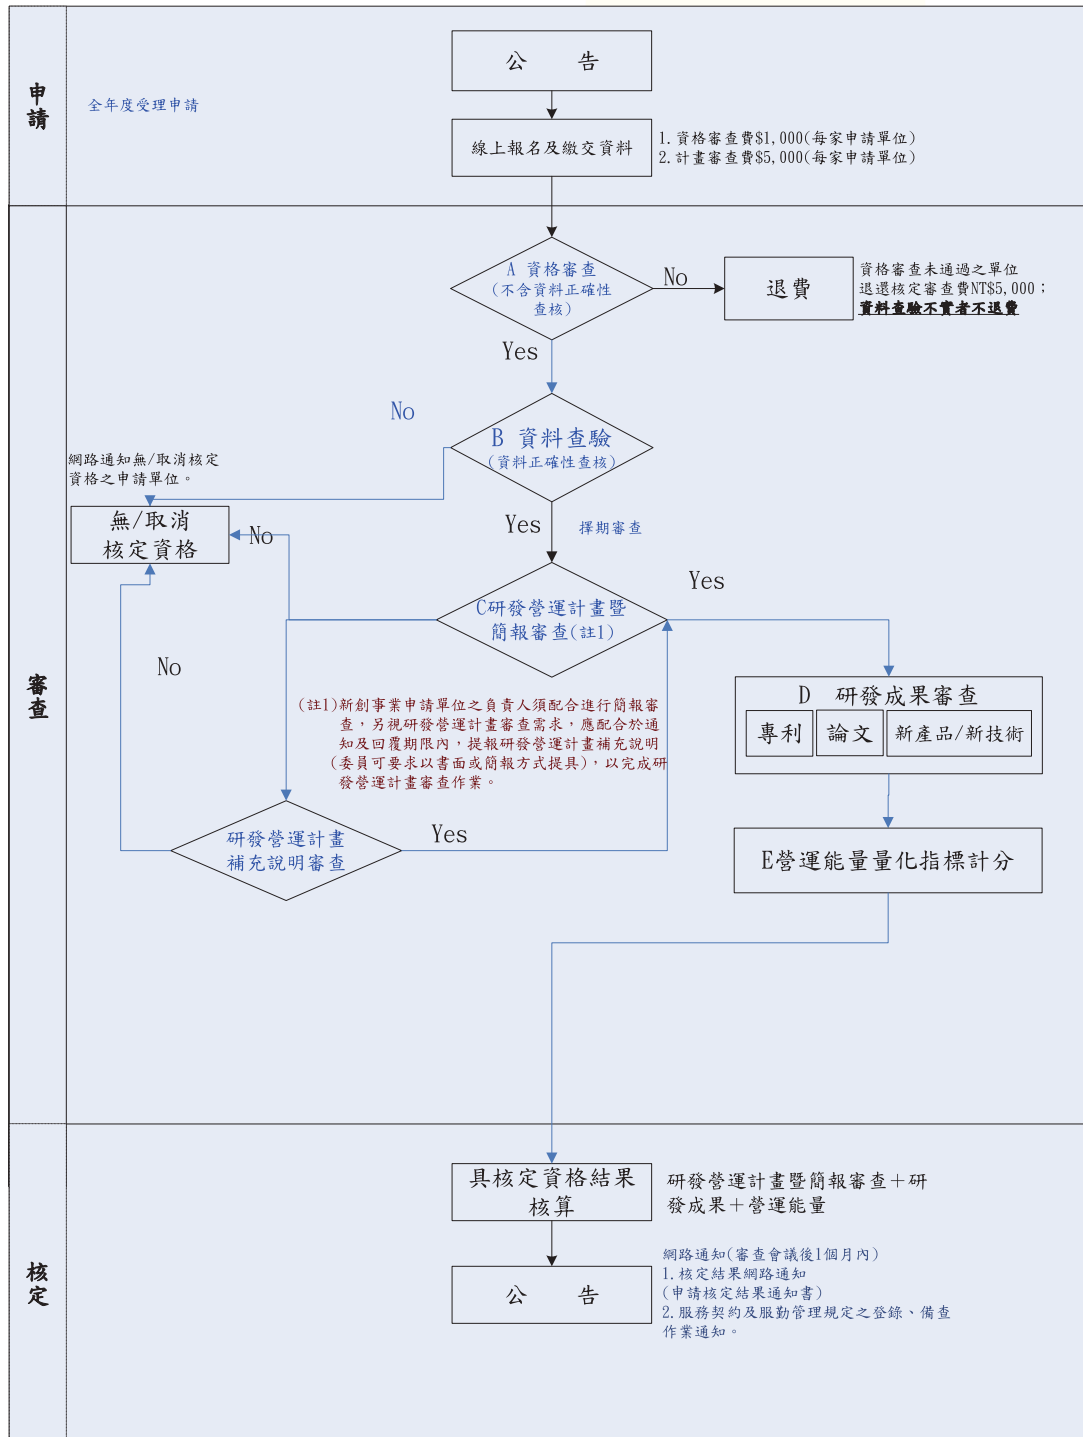 申請
全年度受理申請
公 告
線上報名及繳交資料
1.資格審查費$1,000(每家申請單位)
2.計畫審查費$5,000(每家申請單位)
審查
A 資格審查
(不含資料正確性
查核)
No
退費
資格審查未通過之單位
退還核定審查費NT$5,000；
資料查驗不實者不退費
Yes
No
B 資料查驗
(資料正確性查核)
網路通知無/取消核定
資格之申請單位。
無/取消
核定資格
No
Yes
擇期審查
Yes
C研發營運計畫暨
簡報審查(註1)
No
D 研發成果審查
專利
論文
新產品/新技術
(註1)新創事業申請單位之負責人須配合進行簡報審
查，另視研發營運計畫審查需求，應配合於通
知及回覆期限內，提報研發營運計畫補充說明
(委員可要求以書面或簡報方式提具)，以完成研
發營運計畫審查作業。
研發營運計畫
補充說明審查
Yes
E營運能量量化指標計分
核定
具核定資格結果
核算
研發營運計畫暨簡報審查＋研
發成果＋營運能量
公 告
網路通知(審查會議後1個月內)
1.核定結果網路通知
(申請核定結果通知書)
2.服務契約及服勤管理規定之登錄、備查
作業通知。